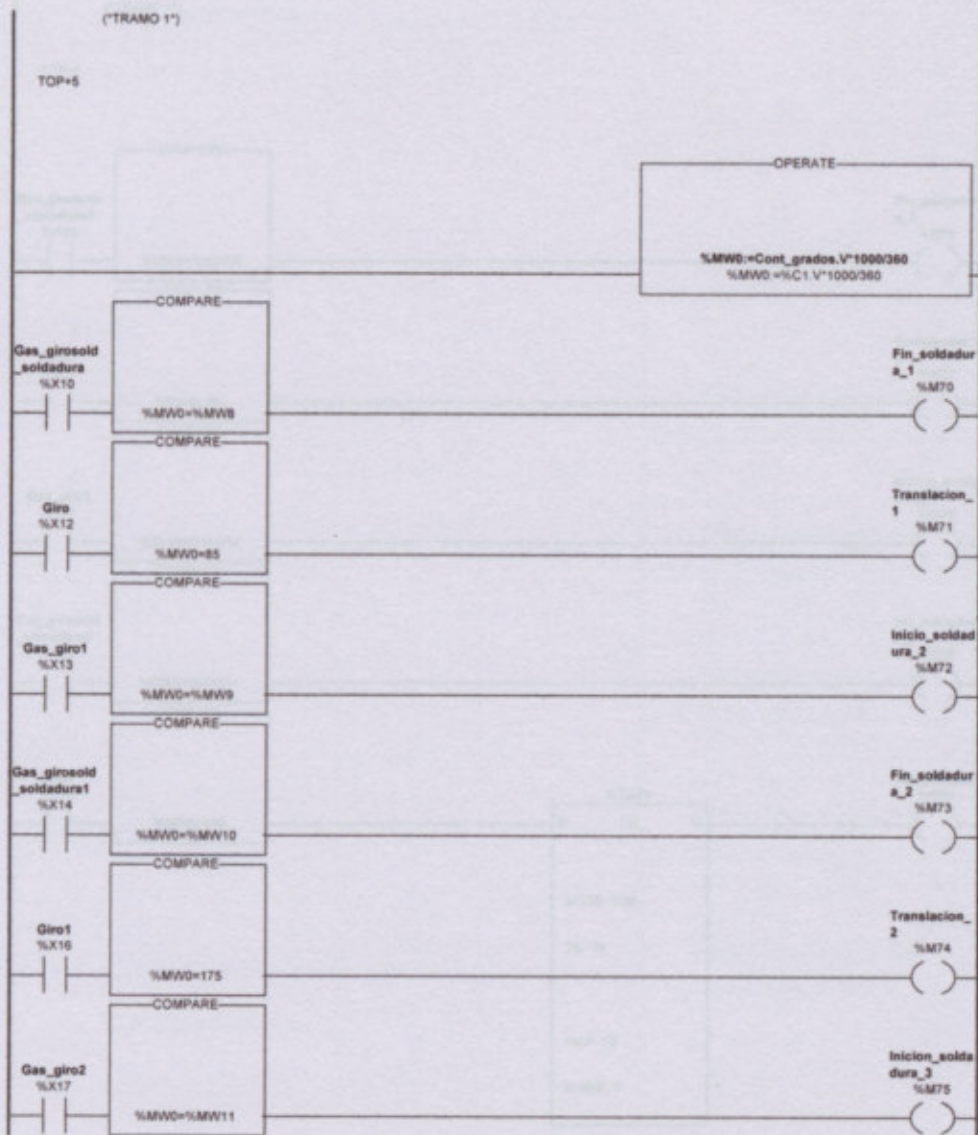 ("TRAMO 1")
TOP+5
OPERATE
%MW0:=Cont_grados.V*1000/360
%MW0:=%C1.V*1000/360
COMPARE
Gas_girosold
_soldadura
%X10
%MW0=%MW8
Fin_soldadur
a_1
%M70
COMPARE
Giro
%X12
%MW0=85
Translacion_
1
%M71
COMPARE
Gas_giro1
%X13
%MW0=%MW9
Inicio_soldad
ura_2
%M72
COMPARE
Gas_girosold
_soldadura1
%X14
%MW0=%MW10
Fin_soldadur
a_2
%M73
COMPARE
Giro1
%X16
%MW0=175
Translacion_
2
%M74
COMPARE
Gas_giro2
%X17
%MW0=%MW11
Inicion_solda
dura_3
%M75